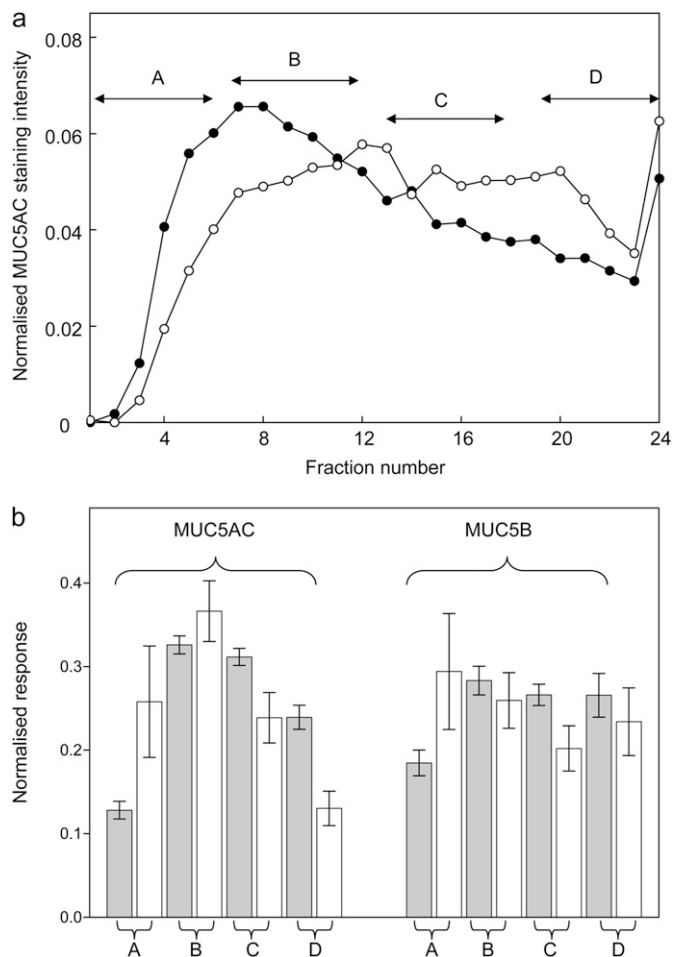 a
Normalised MUC5AC staining intensity
0.08
0.06
0.04
0.02
0
A
B
C
D
4
8
12
16
20
24
Fraction number
b
Normalised response
0.4
0.3
0.2
0.1
0.0
MUC5AC
MUC5B
A
B
C
D
A
B
C
D